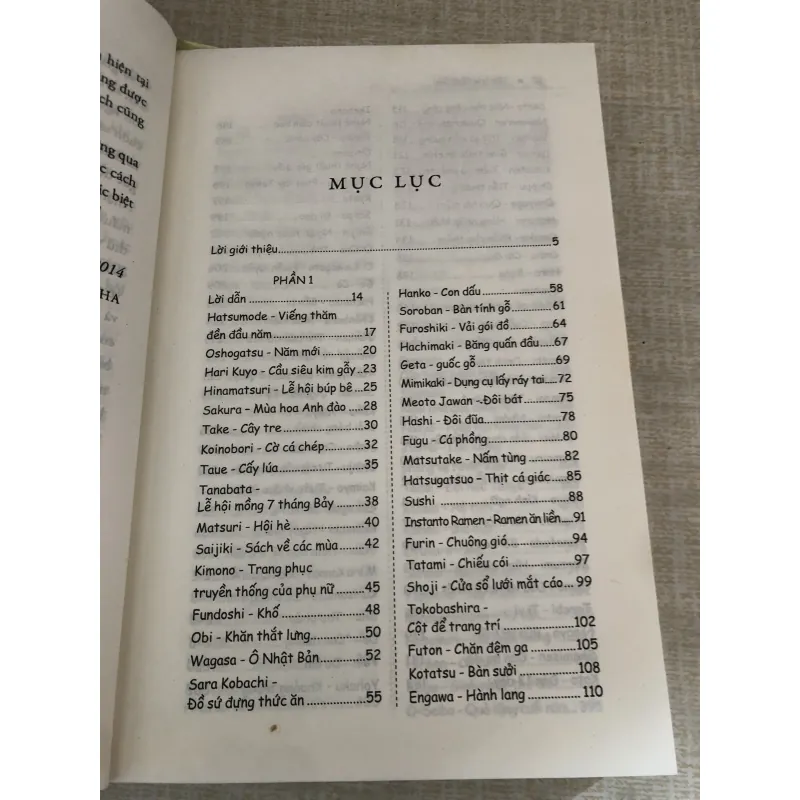 hiện tại
được
ch cũng
ng qua
c cách
ic biệt
014
HA
MỤC LỤC
Lời giới thiệu.....5
PHẦN 1
Lời dẫn .....14
Hatsumode - Viếng thăm
đền đầu năm.....17
Oshogatsu - Năm mới.....20
Hari Kuyo - Cầu siêu kim gẫy..23
Hinamatsuri - Lễ hội búp bê..25
Sakura - Mùa hoa Anh đào.....28
Take - Cây tre.....30
Koinobori - Cờ cá chép.....32
Taue - Cấy lúa.....35
Tanabata -
Lễ hội mồng 7 tháng Bảy.....38
Matsuri - Hội hè.....40
Saijiki - Sách về các mùa.....42
Kimono - Trang phục
truyền thống của phụ nữ.....45
Fundoshi - Khố.....48
Obi - Khăn thắt lưng.....50
Wagasa - Ô Nhật Bản.....52
Sara Kobachi -
Đồ sứ đựng thức ăn.....55
Hanko - Con dấu.....58
Soroban - Bàn tính gỗ.....61
Furoshiki - Vải gói đồ.....64
Hachimaki - Băng quấn đầu.....67
Geta - guốc gỗ.....69
Mimikaki - Dụng cụ lấy ráy tai....72
Meoto Jawan -.Đôi bát.....75
Hashi - Đôi đũa.....78
Fugu - Cá phồng.....80
Matsutake - Nấm tùng.....82
Hatsugatsuo - Thịt cá giác.....85
Sushi .....88
Instanto Ramen - Ramen ăn liền....91
Furin - Chuông gió.....94
Tatami - Chiếu cói.....97
Shoji - Cửa sổ lưới mắt cáo...99
Tokobashira -
Cột để trang trí.....102
Futon - Chăn đệm ga.....105
Kotatsu - Bàn sưởi.....108
Engawa - Hành lang.....110